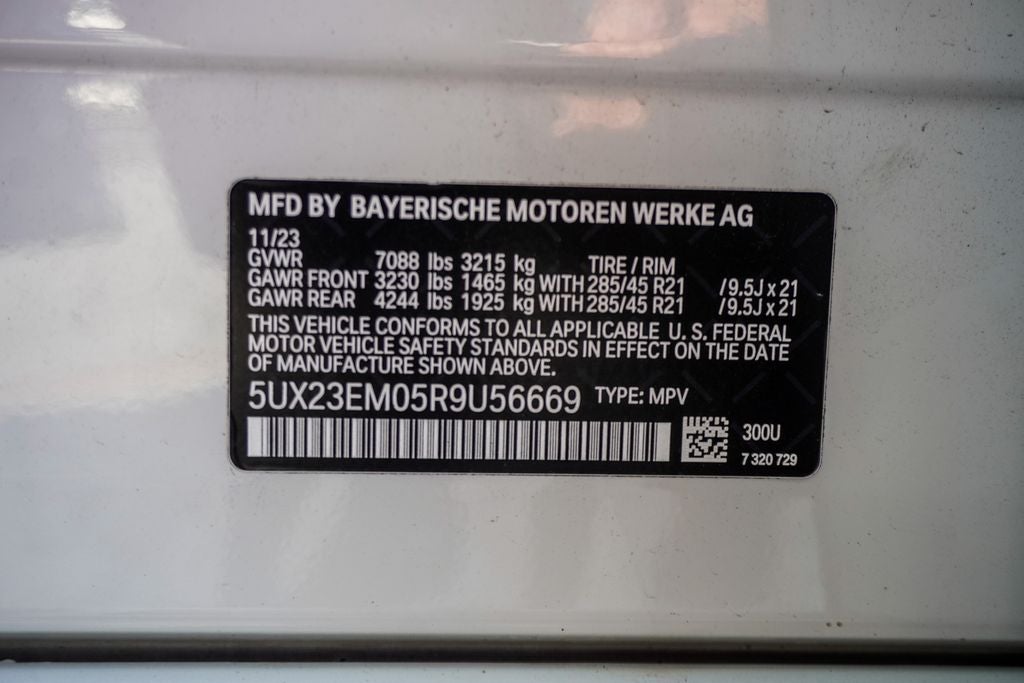 MFD BY BAYERISCHE MOTOREN WERKE AG
11/23
GVWR 7088 lbs 3215 kg TIRE / RIM
GAWR FRONT 3230 lbs 1465 kg WITH 285/45 R21 / 9.5J x 21
GAWR REAR 4244 lbs 1925 kg WITH 285/45 R21 / 9.5J x 21
THIS VEHICLE CONFORMS TO ALL APPLICABLE U. S. FEDERAL
MOTOR VEHICLE SAFETY STANDARDS IN EFFECT ON THE DATE
OF MANUFACTURE SHOWN ABOVE.
5UX23EM05R9U56669 TYPE: MPV
300U
7 320 729